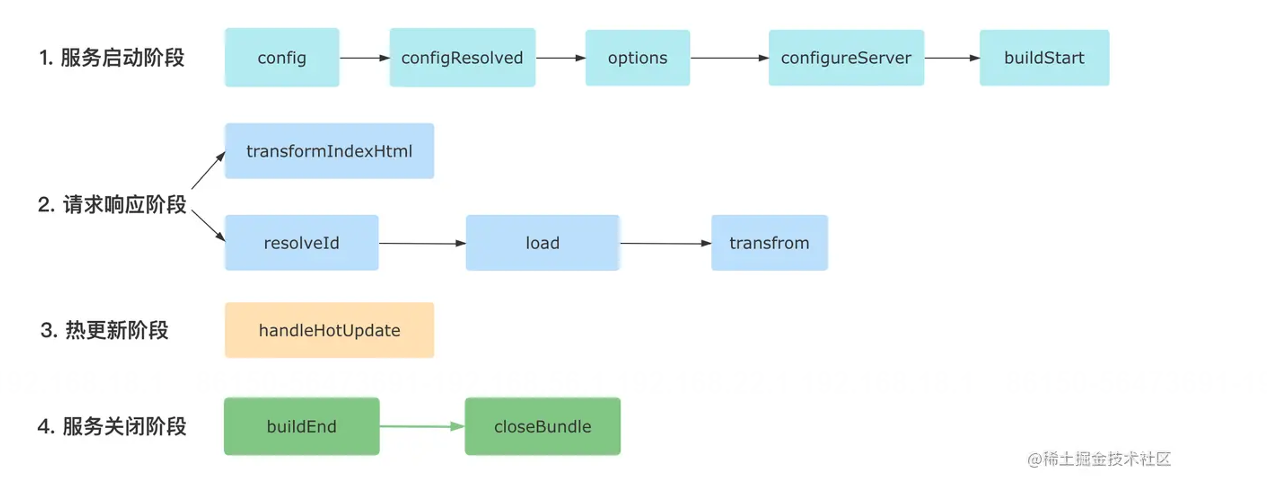 1. 服务启动阶段
config
configResolved
options
configureServer
buildStart
transformIndexHtml
2. 请求响应阶段
resolveId
load
transfrom
3. 热更新阶段
handleHotUpdate
4. 服务关闭阶段
buildEnd
closeBundle
@稀土掘金技术社区